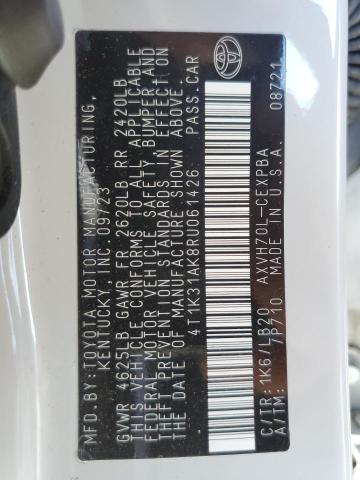 MFD.BY:TOYOTA MOTOR MANUFACTURING,
KENTUCKY, INC. 09/23
GVWR 4625LB GAWR FR 2620LB RR 2420LB
THIS VEHICLE CONFORMS TO ALL APPLICABLE
FEDERAL MOTOR VEHICLE SAFETY, BUMPER AND
THEFT PREVENTION STANDARDS IN EFFECT ON
THE DATE OF MANUFACTURE SHOWN ABOVE.
4T1K31AK8RU061426 PASS.CAR
C/TR: 1K6/LB20 AXVH70L-CEXPBA
A/TM: 7P710 MADE IN U.S.A. 08721